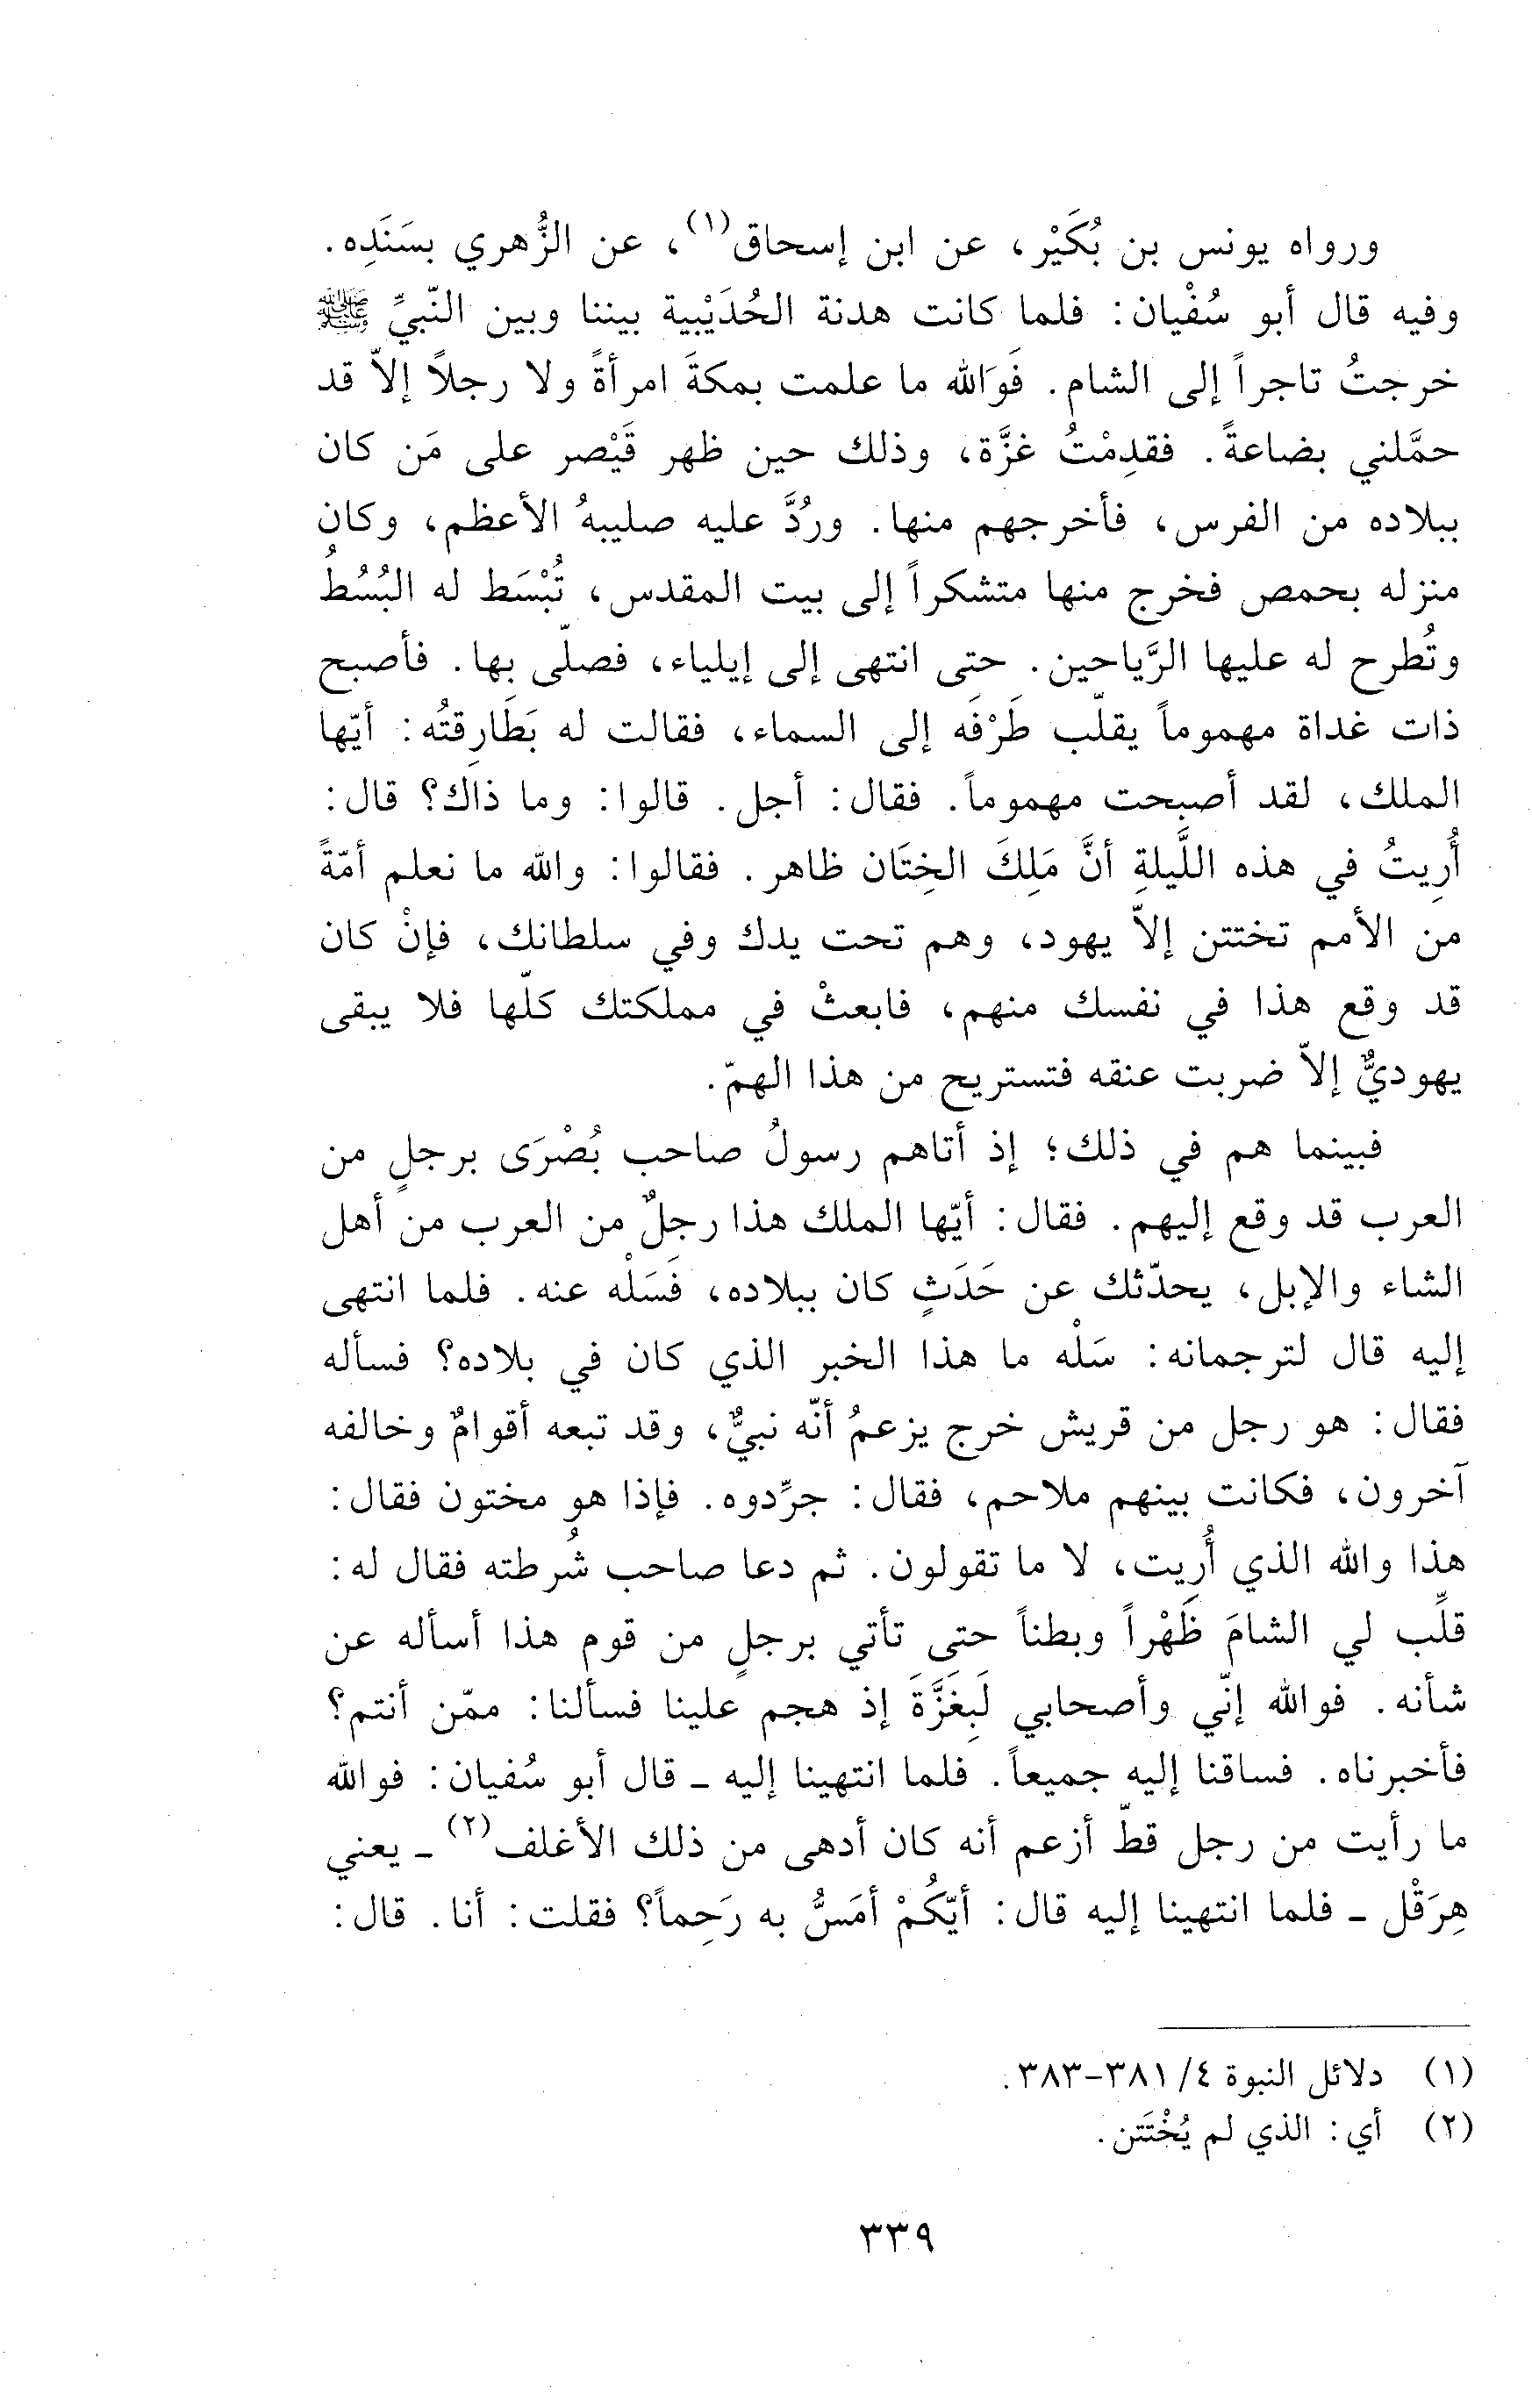 ورواه يونس بن بُكَيْر، عن ابن إسحاق(١)، عن الزُّهري بسَنَدِه.
وفيه قال أبو سُفْيان: فلما كانت هدنة الحُدَيْبية بيننا وبين النّبيِّ ﷺ
خرجتُ تاجراً إلى الشام. فَوَالله ما علمت بمكةَ امرأةً ولا رجلاً إلاّ قد
حمَّلني بضاعةً. فقدِمْتُ غزَّة، وذلك حين ظهر قَيْصر على مَن كان
ببلاده من الفرس، فأخرجهم منها. ورُدَّ عليه صليبهُ الأعظم، وكان
منزله بحمص فخرج منها متشكراً إلى بيت المقدس، تُبْسَط له البُسُطُ
وتُطرح له عليها الرَّياحين. حتى انتهى إلى إيلياء، فصلّى بها. فأصبح
ذات غداة مهموماً يقلّب طَرْفَه إلى السماء، فقالت له بَطَارِقتُه: أيّها
الملك، لقد أصبحت مهموماً. فقال: أجل. قالوا: وما ذاك؟ قال:
أُرِيتُ في هذه اللَّيلةِ أنَّ مَلِكَ الخِتَان ظاهر. فقالوا: والله ما نعلم أمّةً
من الأمم تختتن إلاّ يهود، وهم تحت يدك وفي سلطانك، فإنْ كان
قد وقع هذا في نفسك منهم، فابعثْ في مملكتك كلّها فلا يبقى
يهوديٌّ إلاّ ضربت عنقه فتستريح من هذا الهمّ.
فبينما هم في ذلك؛ إذ أتاهم رسولُ صاحب بُصْرَى برجلٍ من
العرب قد وقع إليهم. فقال: أيّها الملك هذا رجلٌ من العرب من أهل
الشاء والإبل، يحدّثك عن حَدَثٍ كان ببلاده، فَسَلْه عنه. فلما انتهى
إليه قال لترجمانه: سَلْه ما هذا الخبر الذي كان في بلاده؟ فسأله
فقال: هو رجل من قريش خرج يزعمُ أنّه نبيٌّ، وقد تبعه أقوامٌ وخالفه
آخرون، فكانت بينهم ملاحم، فقال: جرِّدوه. فإذا هو مختون فقال:
هذا والله الذي أُرِيت، لا ما تقولون. ثم دعا صاحب شُرطته فقال له:
قلِّب لي الشامَ ظَهْراً وبطناً حتى تأتي برجلٍ من قوم هذا أسأله عن
شأنه. فوالله إنّي وأصحابي لَبِغَزَّةَ إذ هجم علينا فسألنا: ممّن أنتم؟
فأخبرناه. فساقنا إليه جميعاً. فلما انتهينا إليه - قال أبو سُفيان: فوالله
ما رأيت من رجل قطّ أزعم أنه كان أدهى من ذلك الأغلف(٢) - يعني
هِرَقْل - فلما انتهينا إليه قال: أيّكُمْ أمَسُّ به رَحِماً؟ فقلت: أنا. قال:
(١) دلائل النبوة ٤/ ٣٨١-٣٨٣.
(٢) أي: الذي لم يُخْتَتن.
٣٣٩